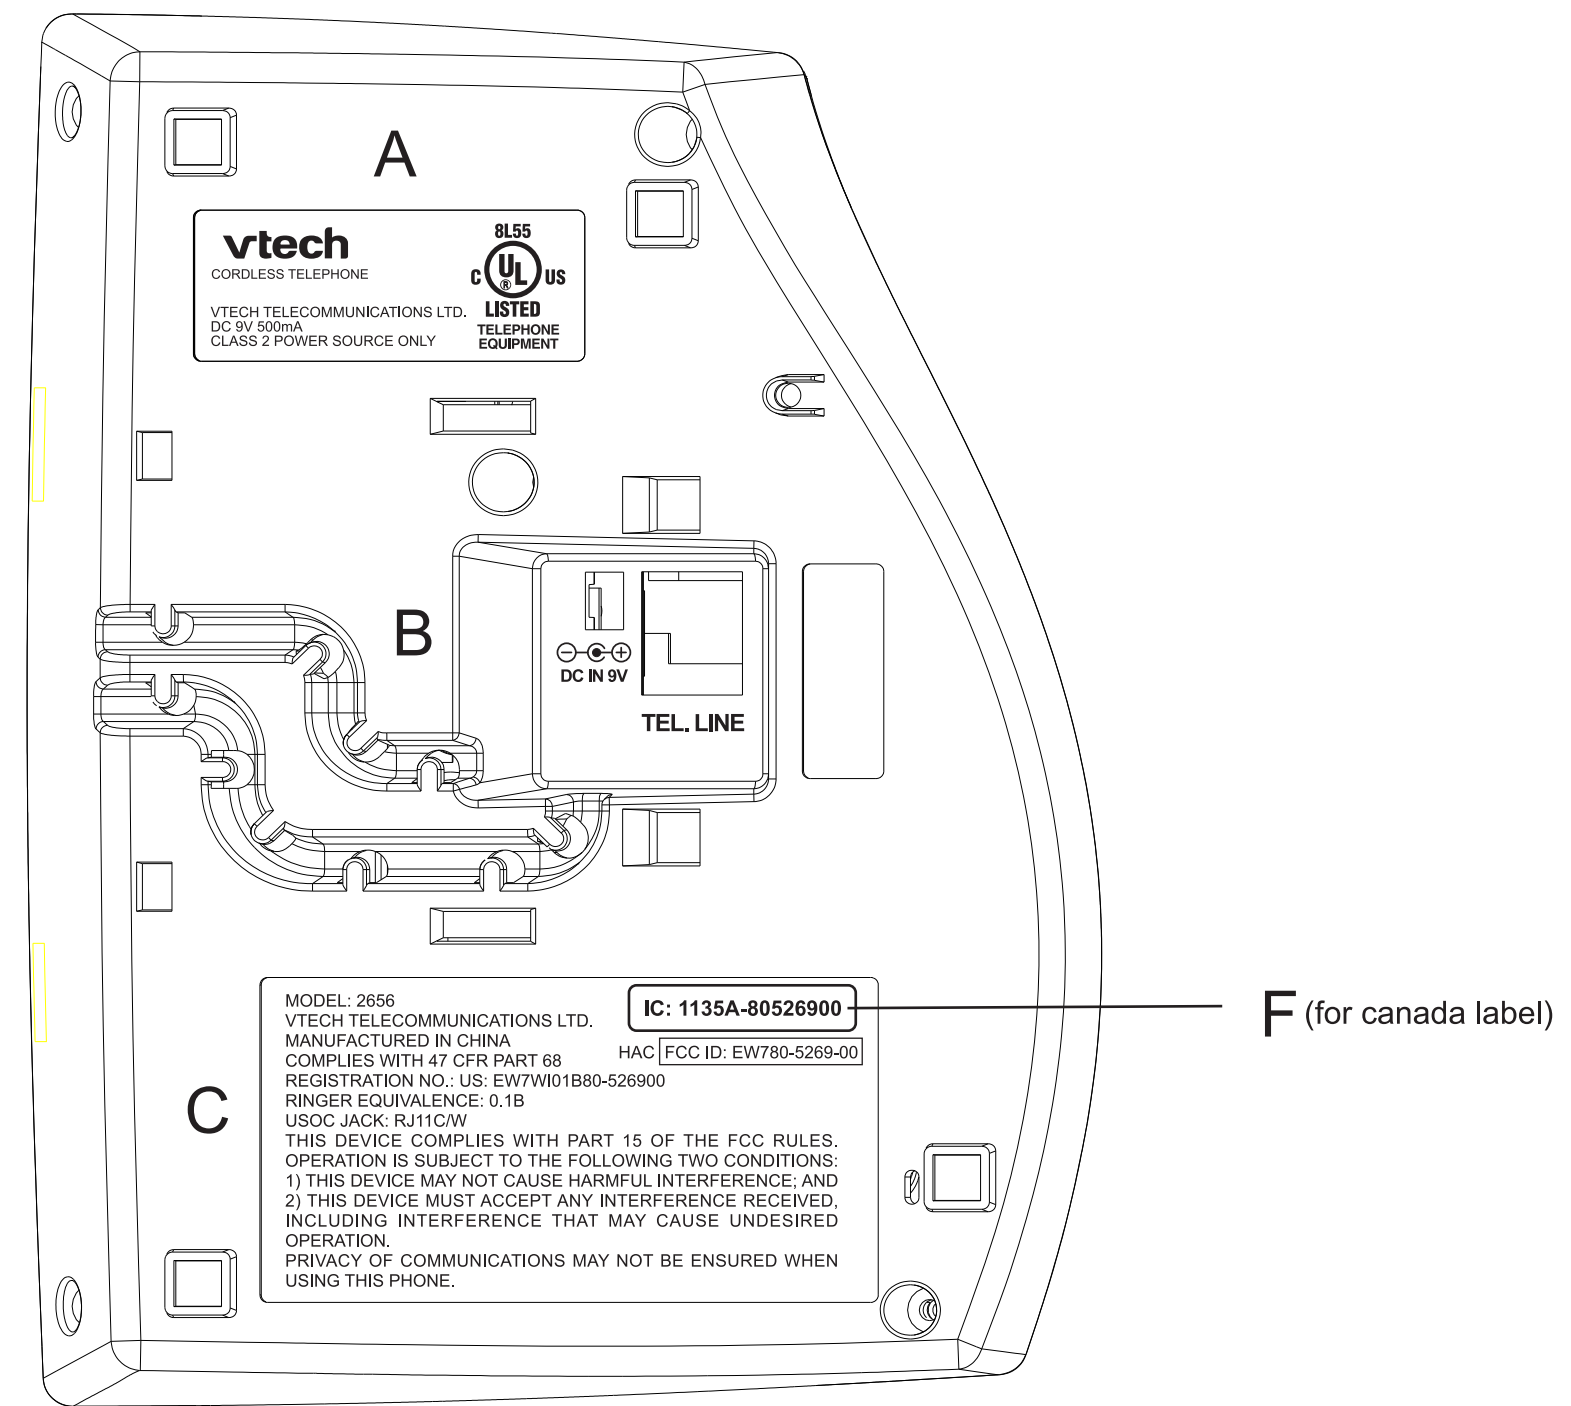 A
vtech
CORDLESS TELEPHONE
VTECH TELECOMMUNICATIONS LTD.
DC 9V 500mA
CLASS 2 POWER SOURCE ONLY
8L55
C UL ® US
LISTED
TELEPHONE
EQUIPMENT
B
DC IN 9V
TEL. LINE
C
MODEL: 2656
VTECH TELECOMMUNICATIONS LTD.
MANUFACTURED IN CHINA
COMPLIES WITH 47 CFR PART 68
REGISTRATION NO.: US: EW7WI01B80-526900
RINGER EQUIVALENCE: 0.1B
USOC JACK: RJ11C/W
THIS DEVICE COMPLIES WITH PART 15 OF THE FCC RULES.
OPERATION IS SUBJECT TO THE FOLLOWING TWO CONDITIONS:
1) THIS DEVICE MAY NOT CAUSE HARMFUL INTERFERENCE; AND
2) THIS DEVICE MUST ACCEPT ANY INTERFERENCE RECEIVED,
INCLUDING INTERFERENCE THAT MAY CAUSE UNDESIRED
OPERATION.
PRIVACY OF COMMUNICATIONS MAY NOT BE ENSURED WHEN
USING THIS PHONE.
IC: 1135A-80526900
HAC FCC ID: EW780-5269-00
F (for canada label)